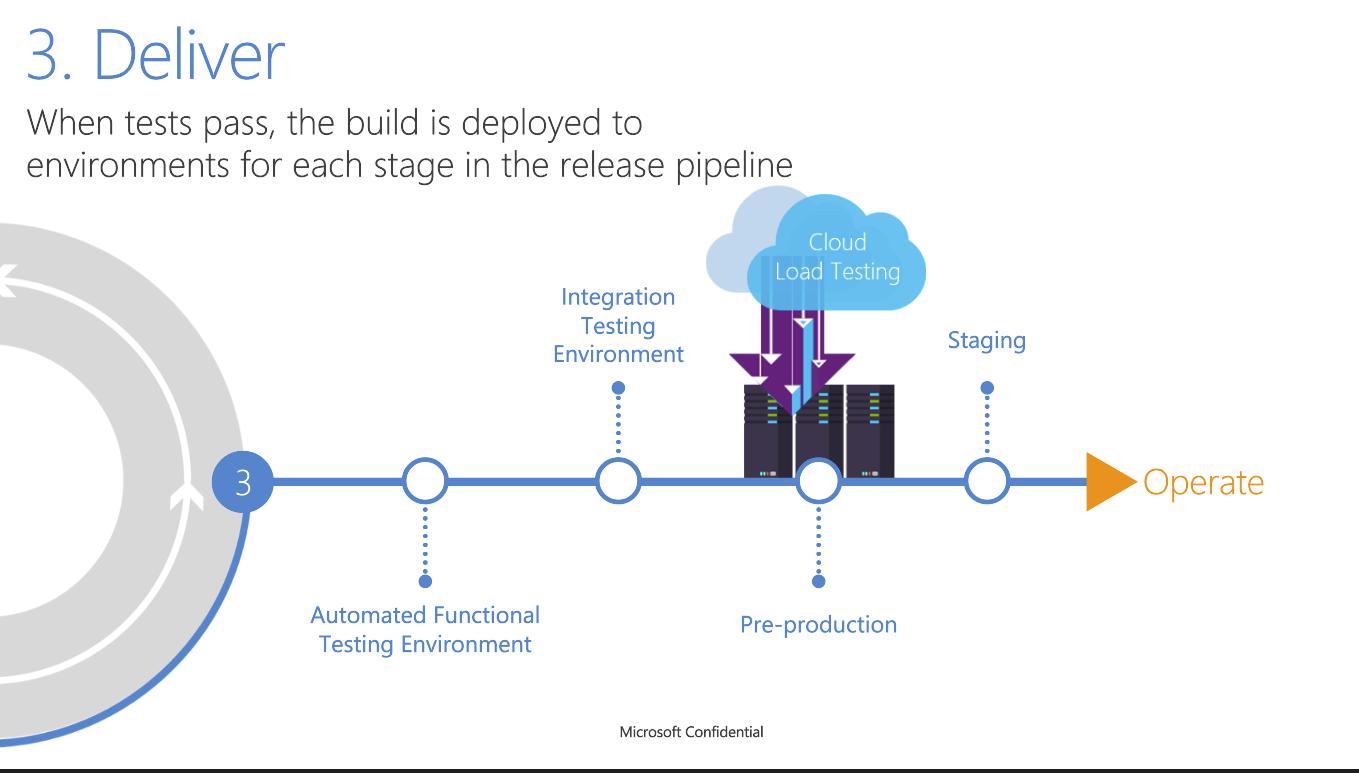 3. Deliver
When tests pass, the build is deployed to
environments for each stage in the release pipeline
Cloud
Load Testing
Integration
Testing
Environment
Staging
3
Operate
Automated Functional
Testing Environment
Pre-production
Microsoft Confidential